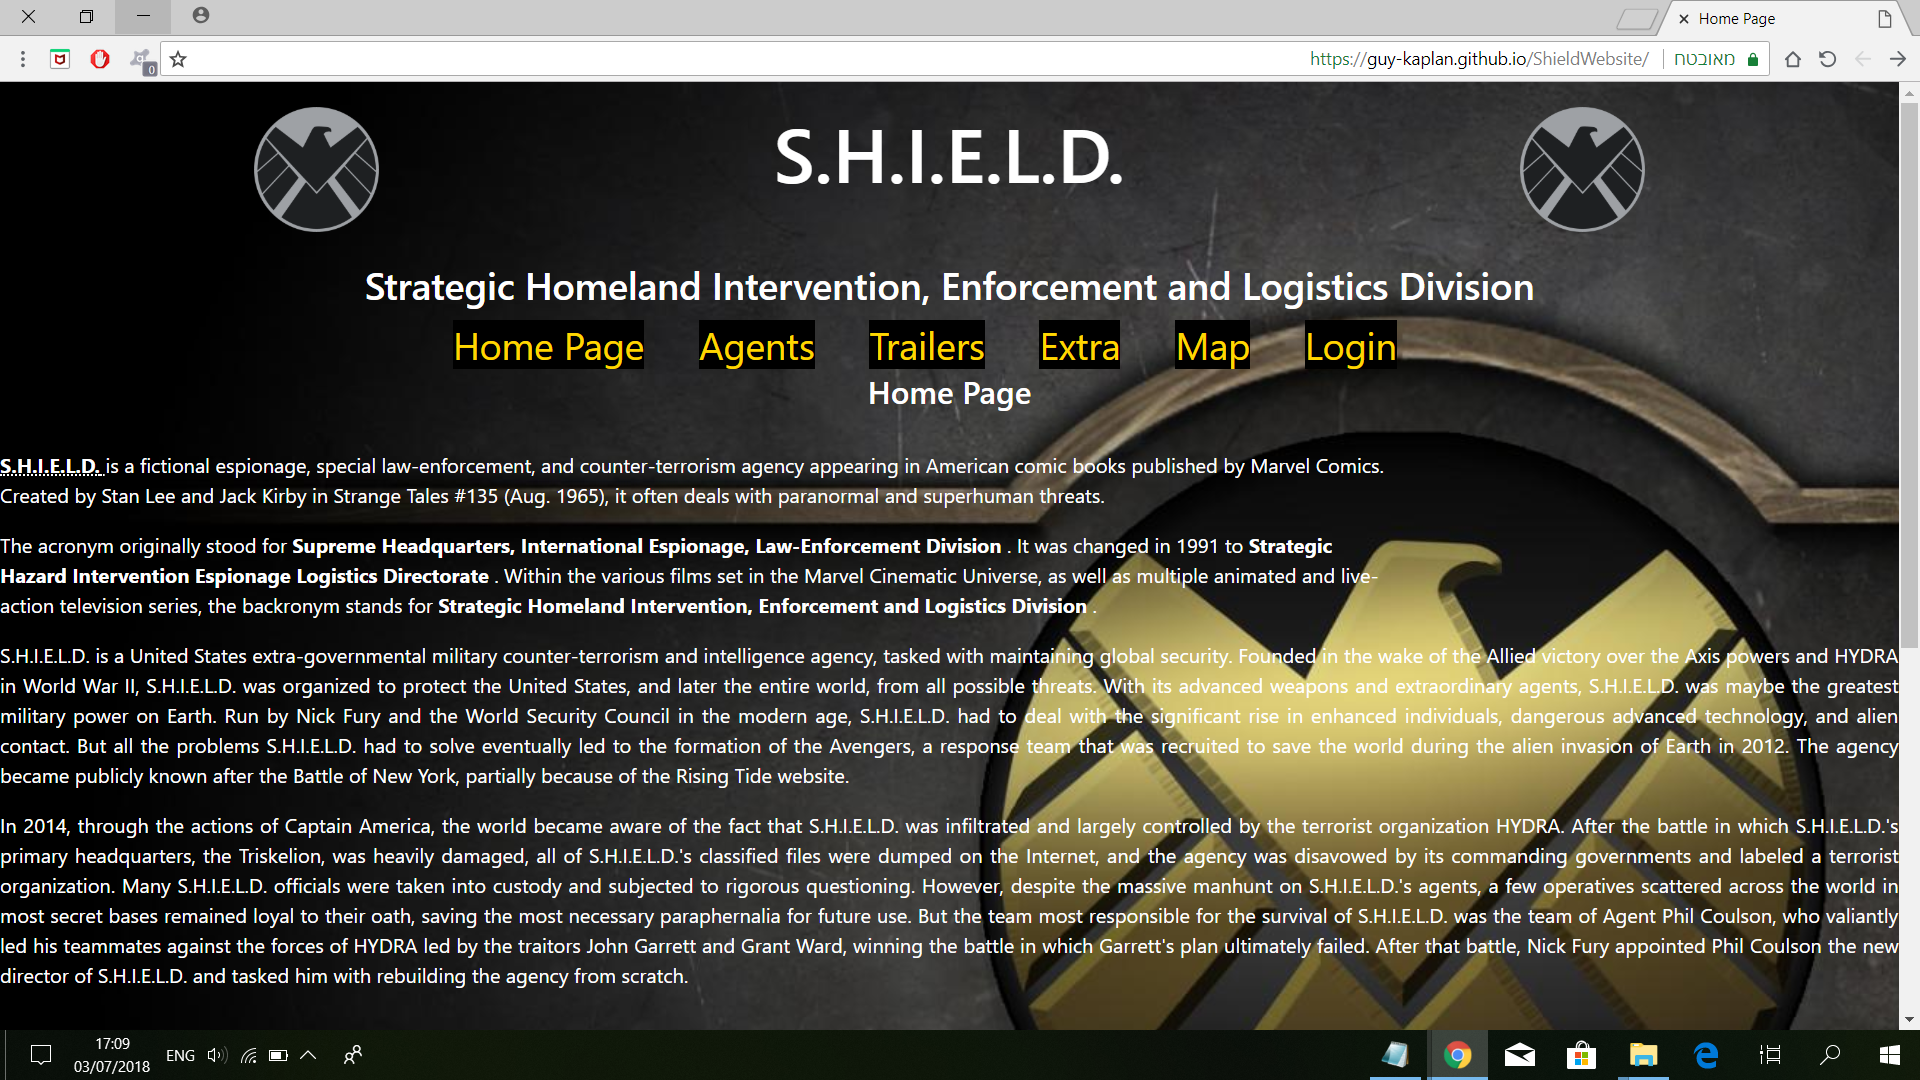 Home Page
https://guy-kaplan.github.io/ShieldWebsite/ מאובטח
0
S.H.I.E.L.D.
Strategic Homeland Intervention, Enforcement and Logistics Division
Home Page Agents Trailers Extra Map Login
Home Page
S.H.I.E.L.D. is a fictional espionage, special law-enforcement, and counter-terrorism agency appearing in American comic books published by Marvel Comics.
Created by Stan Lee and Jack Kirby in Strange Tales #135 (Aug. 1965), it often deals with paranormal and superhuman threats.
The acronym originally stood for Supreme Headquarters, International Espionage, Law-Enforcement Division . It was changed in 1991 to Strategic
Hazard Intervention Espionage Logistics Directorate . Within the various films set in the Marvel Cinematic Universe, as well as multiple animated and live-
action television series, the backronym stands for Strategic Homeland Intervention, Enforcement and Logistics Division .
S.H.I.E.L.D. is a United States extra-governmental military counter-terrorism and intelligence agency, tasked with maintaining global security. Founded in the wake of the Allied victory over the Axis powers and HYDRA
in World War II, S.H.I.E.L.D. was organized to protect the United States, and later the entire world, from all possible threats. With its advanced weapons and extraordinary agents, S.H.I.E.L.D. was maybe the greatest
military power on Earth. Run by Nick Fury and the World Security Council in the modern age, S.H.I.E.L.D. had to deal with the significant rise in enhanced individuals, dangerous advanced technology, and alien
contact. But all the problems S.H.I.E.L.D. had to solve eventually led to the formation of the Avengers, a response team that was recruited to save the world during the alien invasion of Earth in 2012. The agency
became publicly known after the Battle of New York, partially because of the Rising Tide website.
In 2014, through the actions of Captain America, the world became aware of the fact that S.H.I.E.L.D. was infiltrated and largely controlled by the terrorist organization HYDRA. After the battle in which S.H.I.E.L.D.'s
primary headquarters, the Triskelion, was heavily damaged, all of S.H.I.E.L.D.'s classified files were dumped on the Internet, and the agency was disavowed by its commanding governments and labeled a terrorist
organization. Many S.H.I.E.L.D. officials were taken into custody and subjected to rigorous questioning. However, despite the massive manhunt on S.H.I.E.L.D.'s agents, a few operatives scattered across the world in
most secret bases remained loyal to their oath, saving the most necessary paraphernalia for future use. But the team most responsible for the survival of S.H.I.E.L.D. was the team of Agent Phil Coulson, who valiantly
led his teammates against the forces of HYDRA led by the traitors John Garrett and Grant Ward, winning the battle in which Garrett's plan ultimately failed. After that battle, Nick Fury appointed Phil Coulson the new
director of S.H.I.E.L.D. and tasked him with rebuilding the agency from scratch.
17:09
03/07/2018
ENG